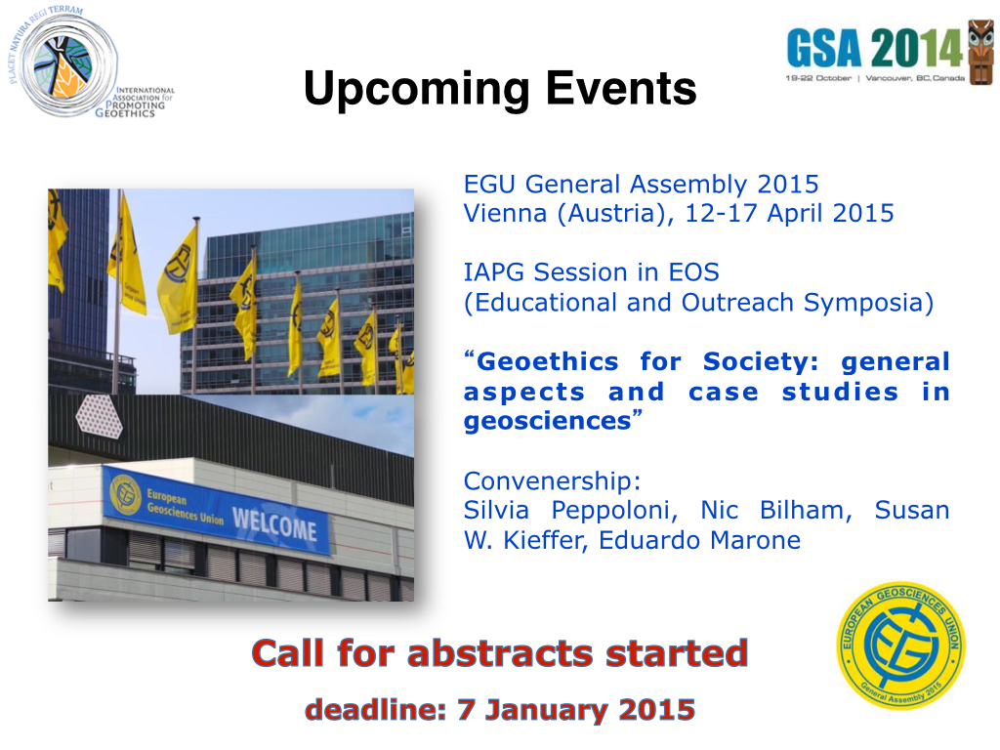 PLACET NATURA REGI TERRAM
INTERNATIONAL
ASSOCIATION for
PROMOTING
GEOETHICS
GSA 2014
19-22 October | Vancouver, BC, Canada
Upcoming Events
EGU General Assembly 2015
Vienna (Austria), 12-17 April 2015
IAPG Session in EOS
(Educational and Outreach Symposia)
“Geoethics for Society: general
aspects and case studies in
geosciences”
Convenership:
Silvia Peppoloni, Nic Bilham, Susan
W. Kieffer, Eduardo Marone
European
Geosciences Union WELCOME
EUROPEAN GEOSCIENCES UNION
General Assembly 2015
Call for abstracts started
deadline: 7 January 2015